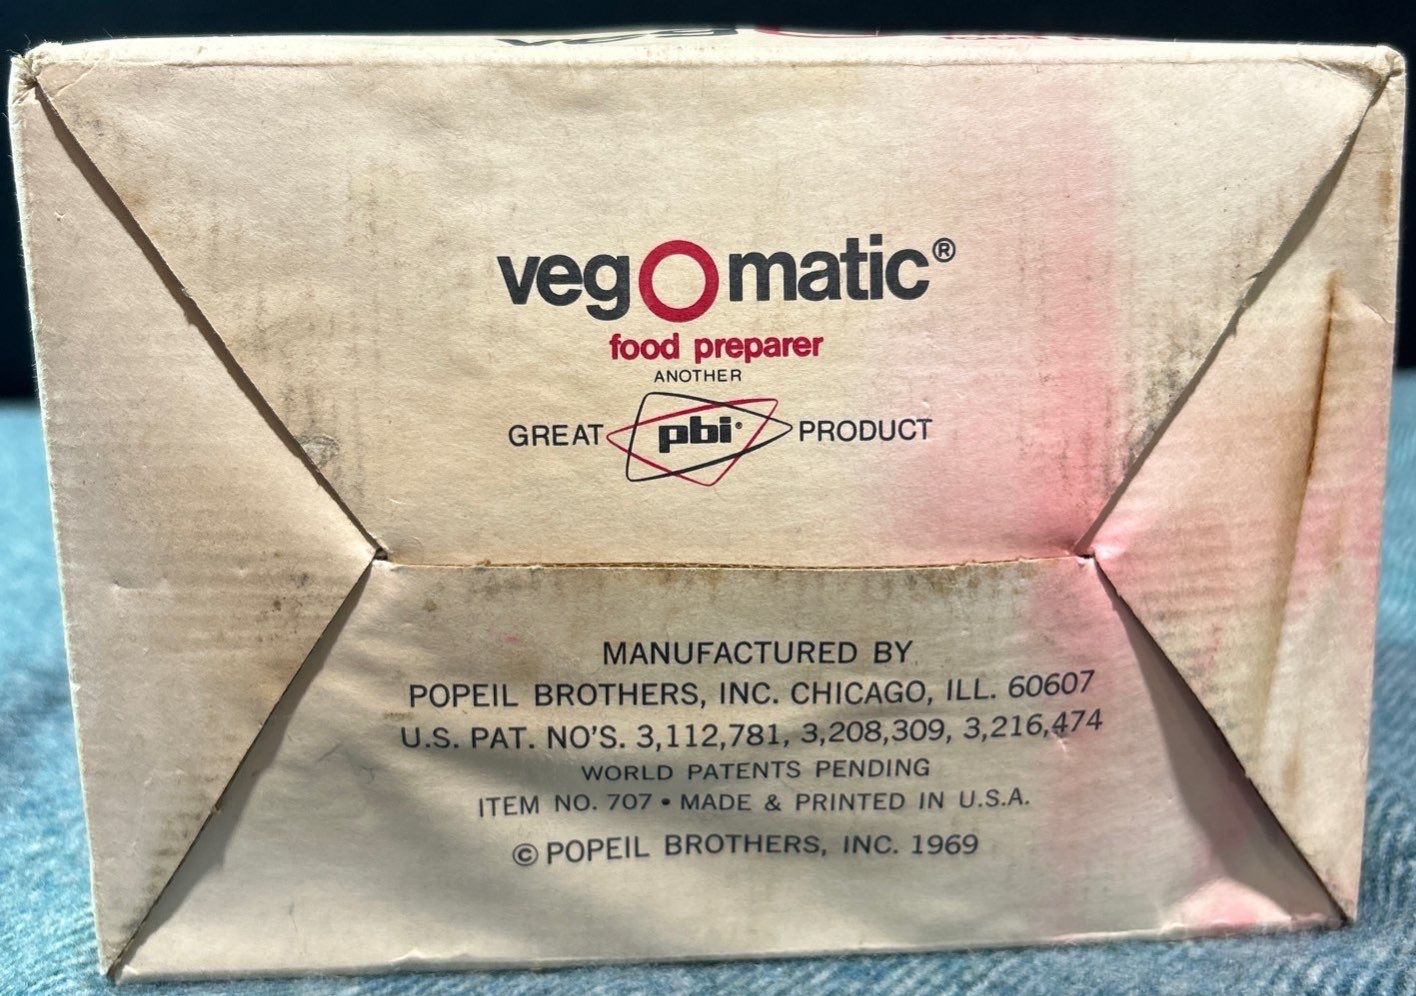 vegOmatic®
food preparer
ANOTHER
GREAT pbi® PRODUCT
MANUFACTURED BY
POPEIL BROTHERS, INC. CHICAGO, ILL. 60607
U.S. PAT. NO'S. 3,112,781, 3,208,309, 3,216,474
WORLD PATENTS PENDING
ITEM NO. 707 • MADE & PRINTED IN U.S.A.
© POPEIL BROTHERS, INC. 1969